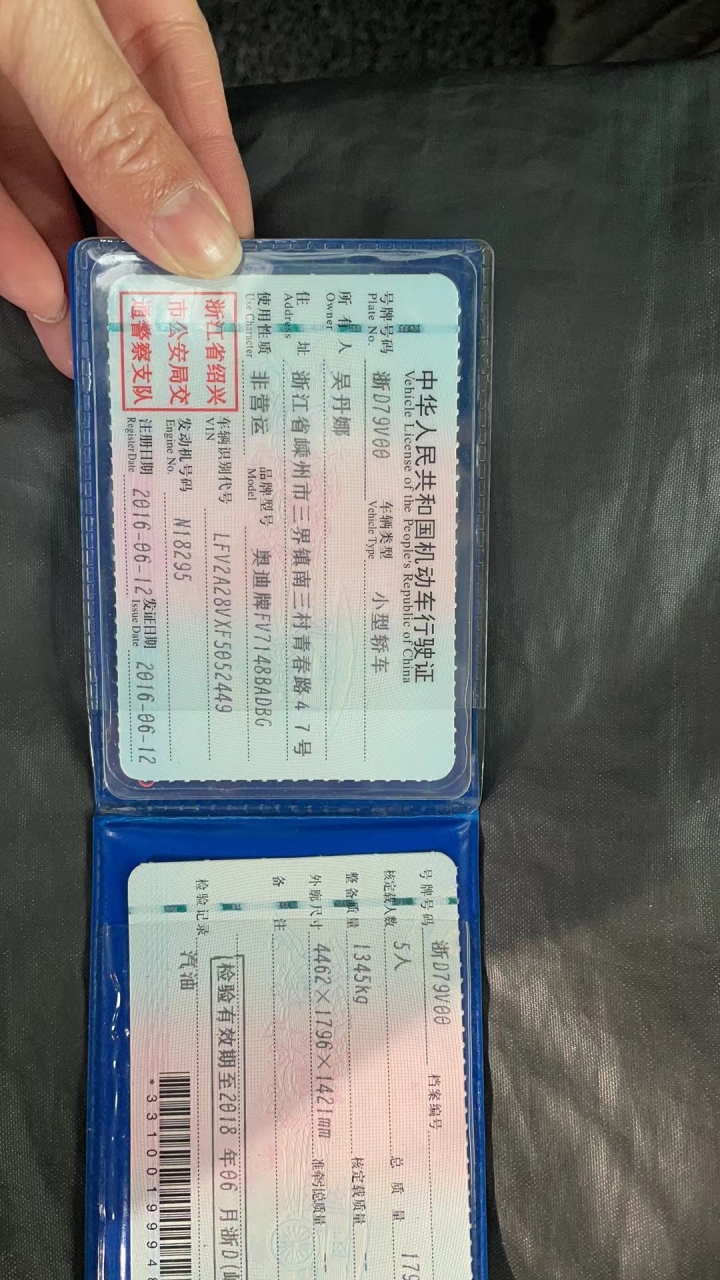 中华人民共和国机动车行驶证
Vehicle License of the People's Republic of China
号牌号码 浙D79V00 车辆类型 小型轿车
Plate No. Vehicle Type
所有人 吴丹娜
Owner
住址 浙江省嵊州市三界镇南三村青春路47号
Address
使用性质 非营运 品牌型号 奥迪牌FV7148BADBG
Use Character Model
浙江省绍兴
市公安局交
通警察支队
车辆识别代号 LFV2A28VXF5052449
VIN
发动机号码 N18295
Engine No.
注册日期 2016-06-12 发证日期 2016-06-12
Register Date Issue Date
号牌号码 浙D79V00 档案编号
核定载人数 5人 总质量 179
整备质量 1345kg 核定载质量 --
外廓尺寸 4462×1796×1421mm 准牵引总质量 --
备注
检验有效期至2018年06月浙D(
检验记录 汽油
*33100199948